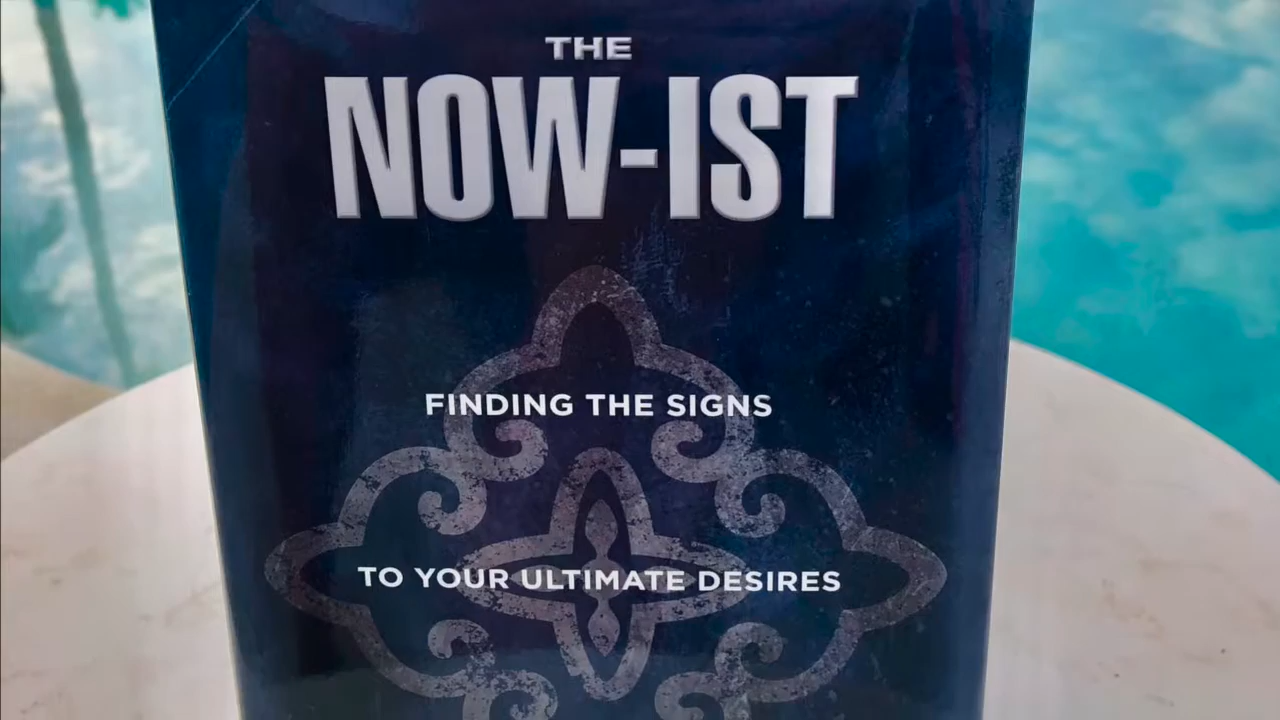 THE
NOW-IST
FINDING THE SIGNS
TO YOUR ULTIMATE DESIRES